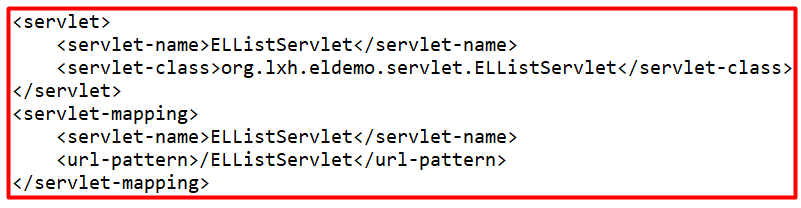 <servlet>
    <servlet-name>ELListServlet</servlet-name>
    <servlet-class>org.lxh.eldemo.servlet.ELListServlet</servlet-class>
</servlet>
<servlet-mapping>
    <servlet-name>ELListServlet</servlet-name>
    <url-pattern>/ELListServlet</url-pattern>
</servlet-mapping>